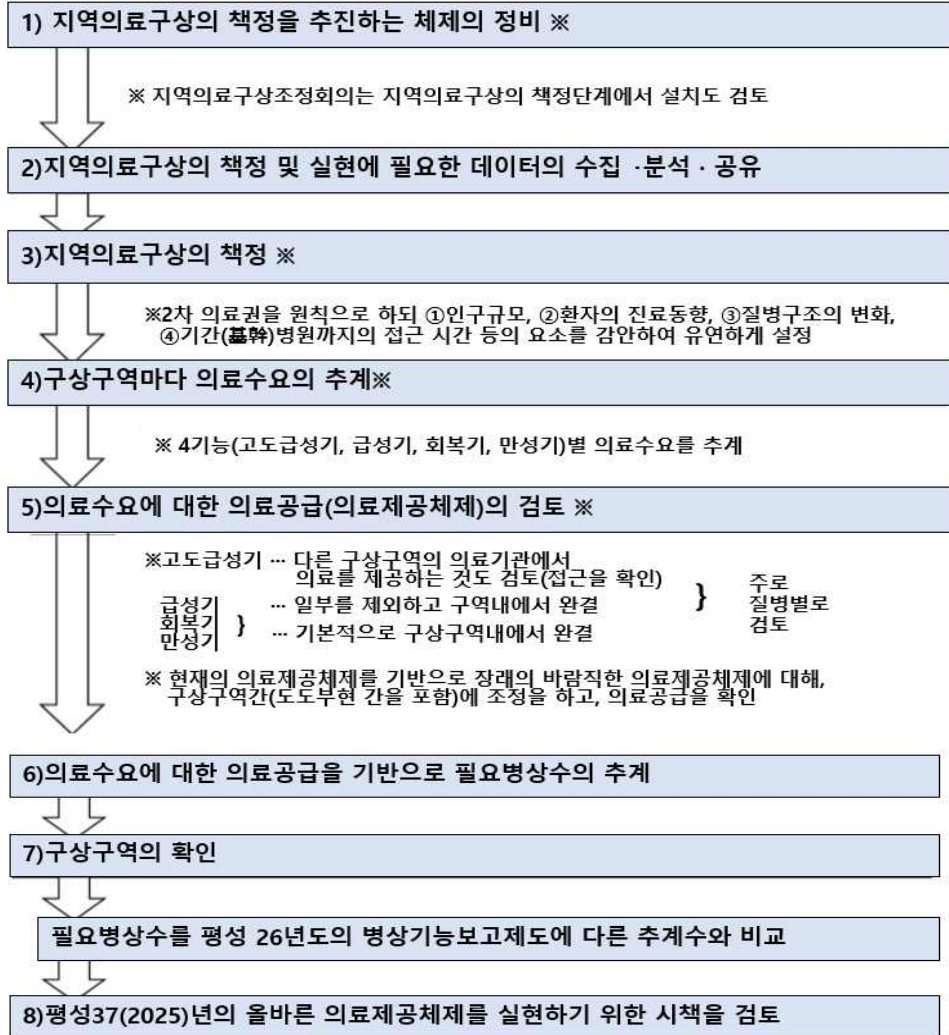 1) 지역의료구상의 책정을 추진하는 체제의 정비 ※
※ 지역의료구상조정회의는 지역의료구상의 책정단계에서 설치도 검토
2)지역의료구상의 책정 및 실현에 필요한 데이터의 수집 ·분석 · 공유
3)지역의료구상의 책정 ※
※2차 의료권을 원칙으로 하되 ①인구규모, ②환자의 진료동향, ③질병구조의 변화,
④기간(基幹)병원까지의 접근 시간 등의 요소를 감안하여 유연하게 설정
4)구상구역마다 의료수요의 추계※
※ 4기능(고도급성기, 급성기, 회복기, 만성기)별 의료수요를 추계
5)의료수요에 대한 의료공급(의료제공체제)의 검토 ※
※고도급성기 ··· 다른 구상구역의 의료기관에서
의료를 제공하는 것도 검토(접근을 확인)
급성기 ··· 일부를 제외하고 구역내에서 완결
회복기
만성기 } ··· 기본적으로 구상구역내에서 완결
} 주로
질병별로
검토
※ 현재의 의료제공체제를 기반으로 장래의 바람직한 의료제공체제에 대해,
구상구역간(도도부현 간을 포함)에 조정을 하고, 의료공급을 확인
6)의료수요에 대한 의료공급을 기반으로 필요병상수의 추계
7)구상구역의 확인
필요병상수를 평성 26년도의 병상기능보고제도에 다른 추계수와 비교
8)평성37(2025)년의 올바른 의료제공체제를 실현하기 위한 시책을 검토